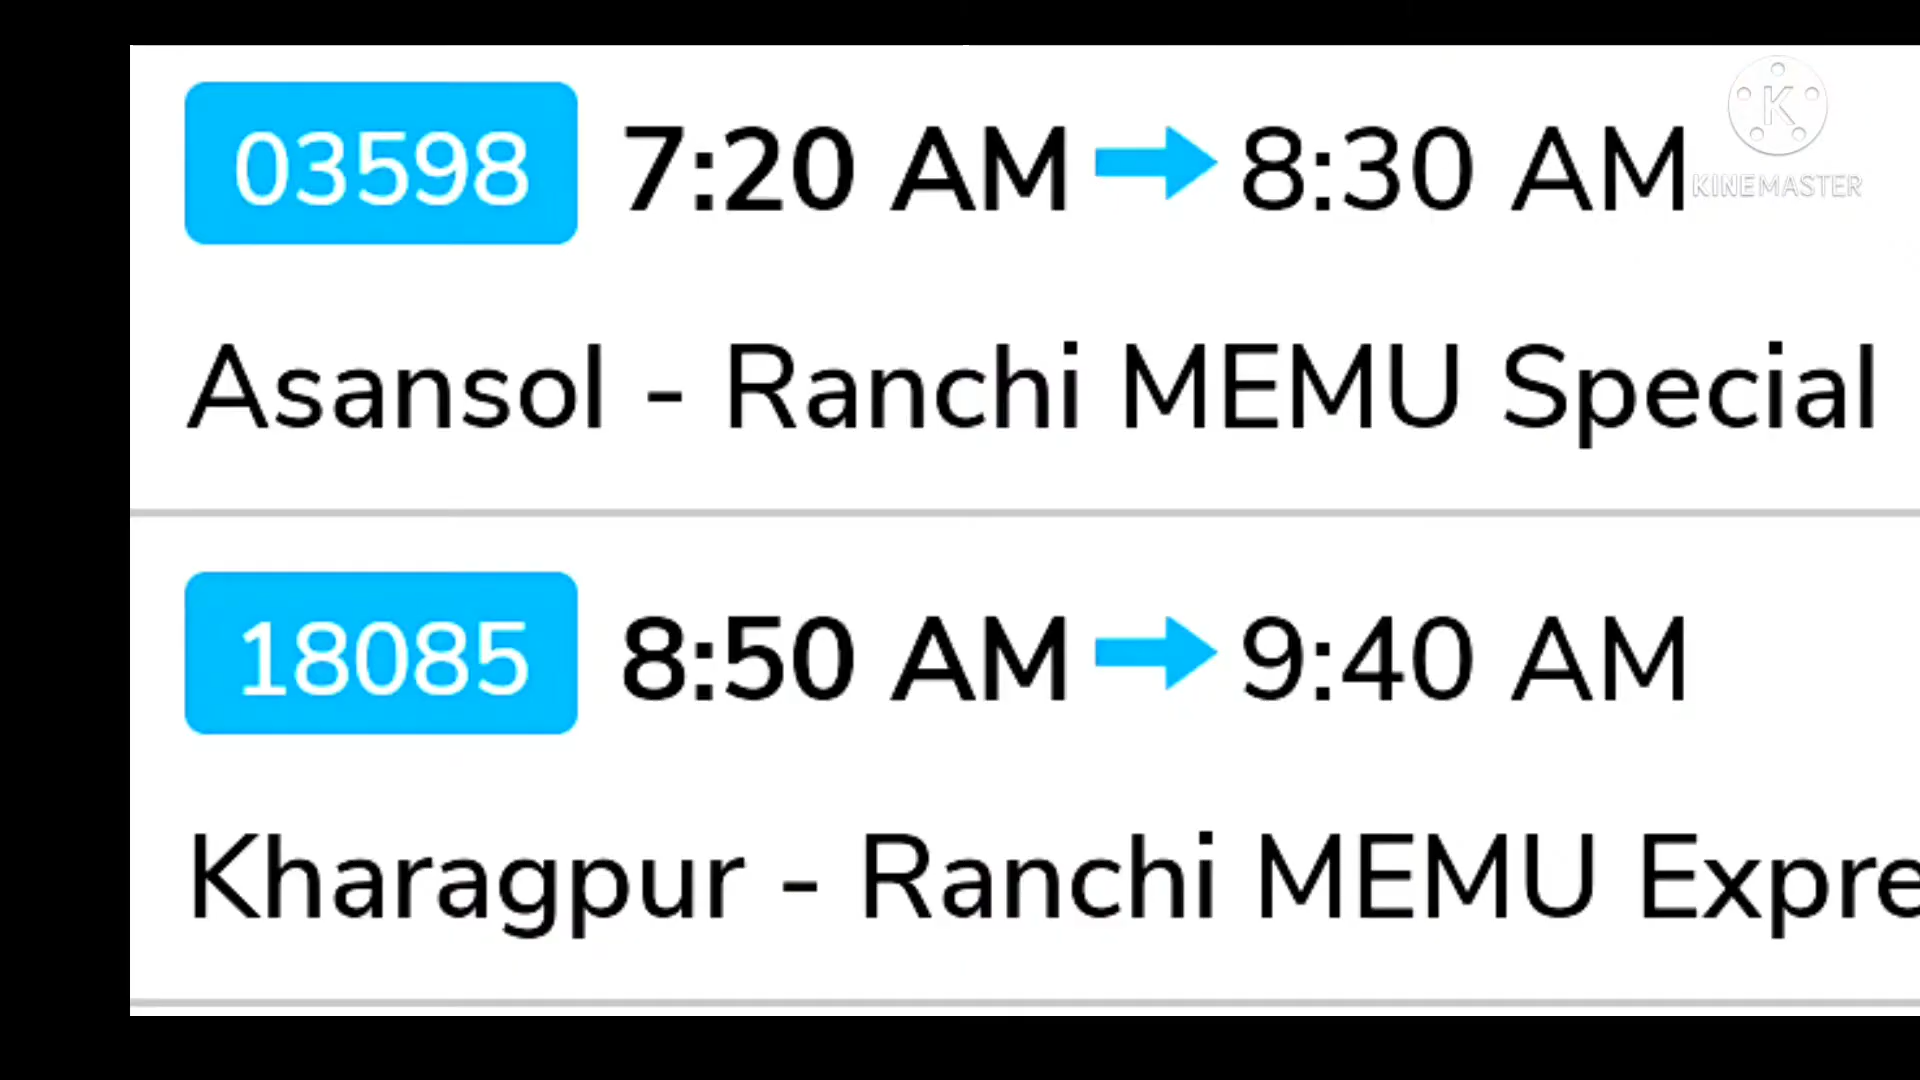 03598 7:20 AM → 8:30 AM
K
KINEMASTER
Asansol - Ranchi MEMU Special
18085 8:50 AM → 9:40 AM
Kharagpur - Ranchi MEMU Expre